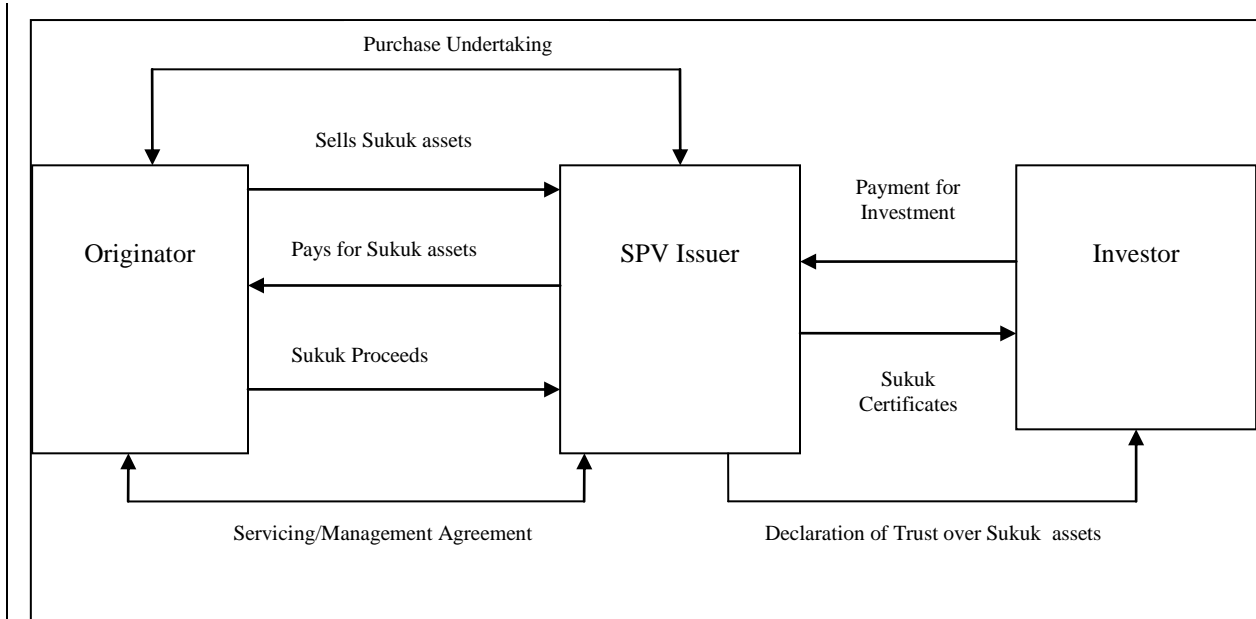 Purchase Undertaking
Sells Sukuk assets
Payment for
Investment
Originator
Pays for Sukuk assets
SPV Issuer
Investor
Sukuk Proceeds
Sukuk
Certificates
Servicing/Management Agreement
Declaration of Trust over Sukuk assets